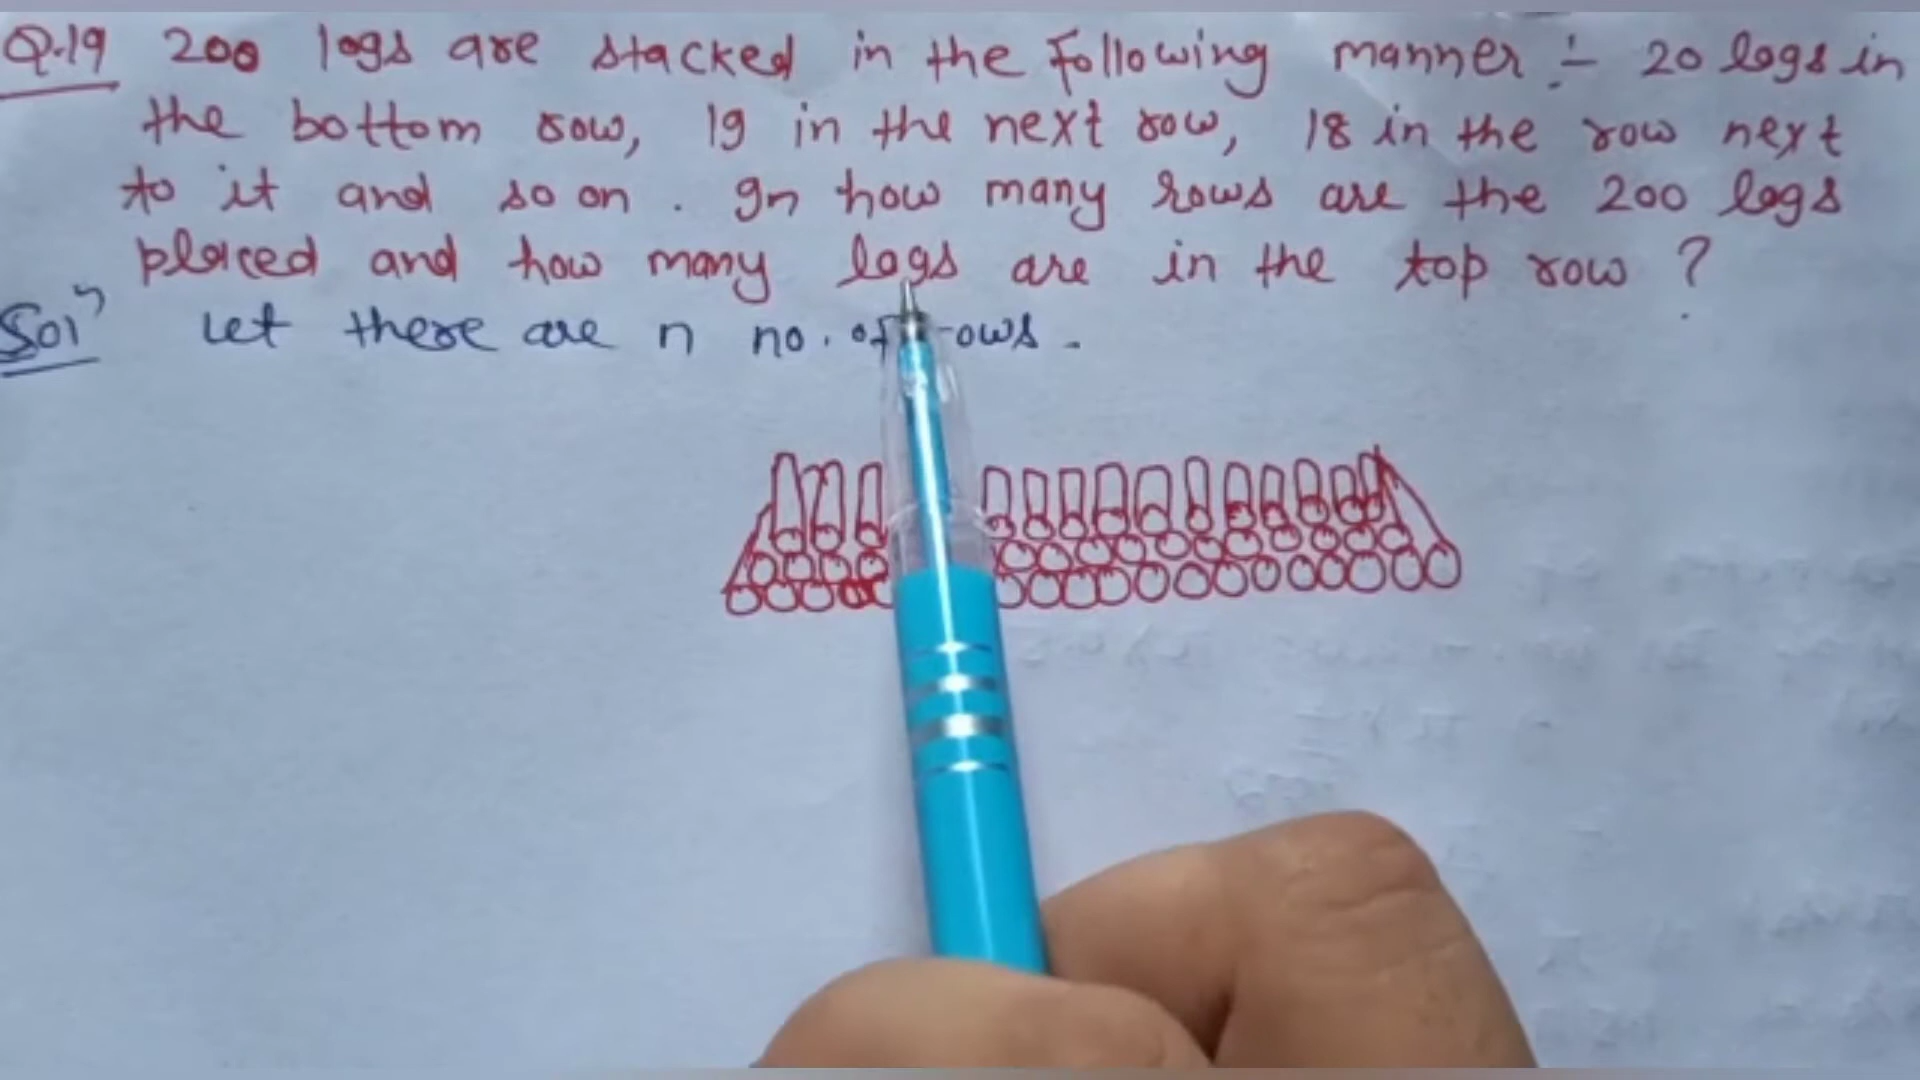 Q.19 200 logs are stacked in the following manner :- 20 logs in
the bottom row, 19 in the next row, 18 in the row next
to it and so on. In how many rows are the 200 logs
placed and how many logs are in the top row ?
Solⁿ Let there are n no. of rows.